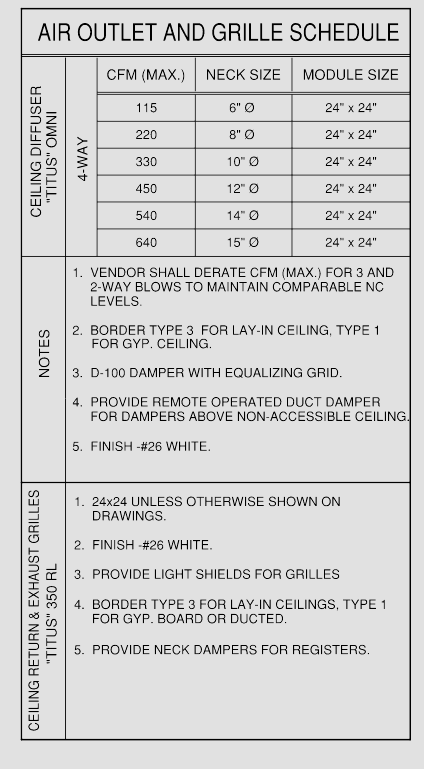 AIR OUTLET AND GRILLE SCHEDULE
CEILING DIFFUSER
"TITUS" OMNI
4-WAY
CFM (MAX.) NECK SIZE MODULE SIZE
115 6" Ø 24" x 24"
220 8" Ø 24" x 24"
330 10" Ø 24" x 24"
450 12" Ø 24" x 24"
540 14" Ø 24" x 24"
640 15" Ø 24" x 24"
NOTES
1. VENDOR SHALL DERATE CFM (MAX.) FOR 3 AND
2-WAY BLOWS TO MAINTAIN COMPARABLE NC
LEVELS.
2. BORDER TYPE 3 FOR LAY-IN CEILING, TYPE 1
FOR GYP. CEILING.
3. D-100 DAMPER WITH EQUALIZING GRID.
4. PROVIDE REMOTE OPERATED DUCT DAMPER
FOR DAMPERS ABOVE NON-ACCESSIBLE CEILING.
5. FINISH -#26 WHITE.
CEILING RETURN & EXHAUST GRILLES
"TITUS" 350 RL
1. 24x24 UNLESS OTHERWISE SHOWN ON
DRAWINGS.
2. FINISH -#26 WHITE.
3. PROVIDE LIGHT SHIELDS FOR GRILLES
4. BORDER TYPE 3 FOR LAY-IN CEILINGS, TYPE 1
FOR GYP. BOARD OR DUCTED.
5. PROVIDE NECK DAMPERS FOR REGISTERS.